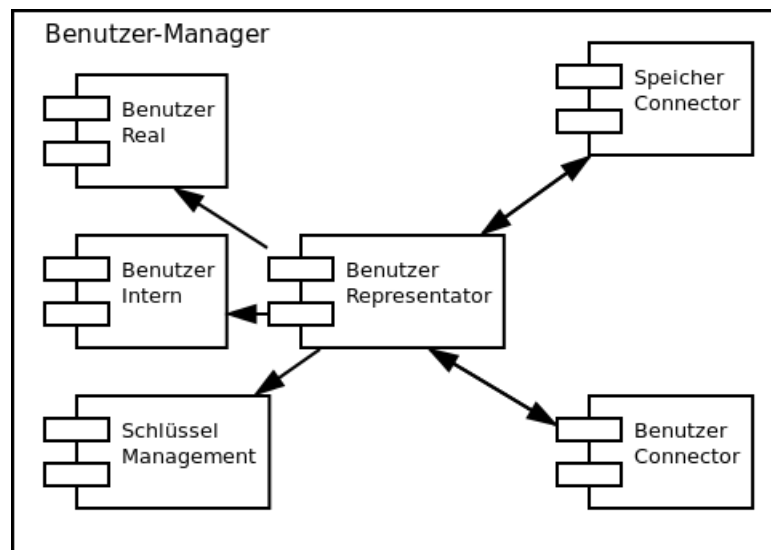 Benutzer-Manager
Benutzer
Real
Speicher
Connector
Benutzer
Intern
Benutzer
Representator
Schlüssel
Management
Benutzer
Connector